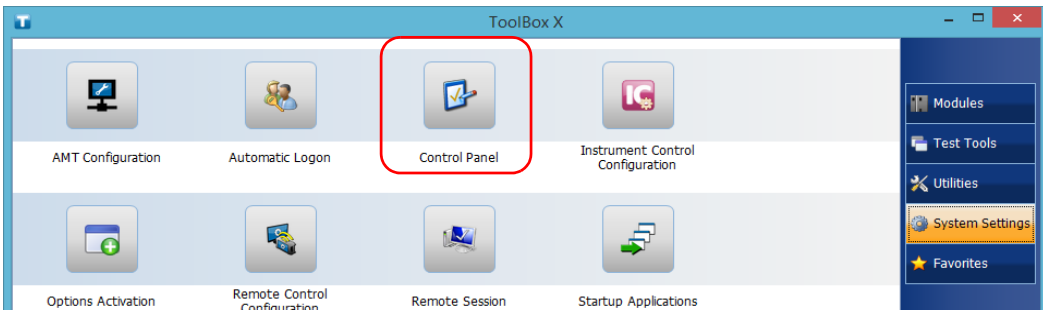 ToolBox X
AMT Configuration
Automatic Logon
Control Panel
Instrument Control
Configuration
Options Activation
Remote Control
Configuration
Remote Session
Startup Applications
Modules
Test Tools
Utilities
System Settings
Favorites